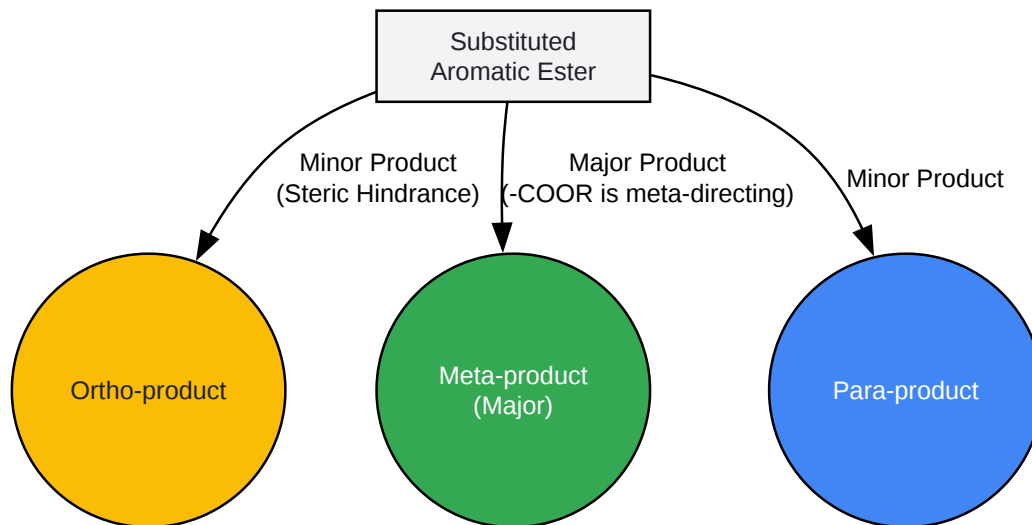 Substituted
Aromatic Ester
Minor Product
(Steric Hindrance)
Major Product
(-COOR is meta-directing)
Minor Product
Ortho-product
Meta-product
(Major)
Para-product